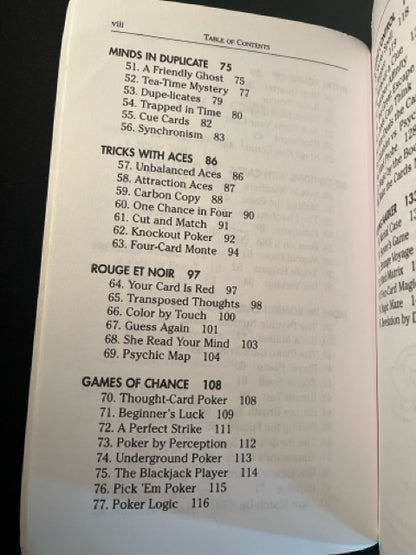 viii
TABLE OF CONTENTS
MINDS IN DUPLICATE 75
51. A Friendly Ghost 75
52. Tea-Time Mystery 77
53. Dupe-licates 79
54. Trapped in Time 80
55. Cue Cards 82
56. Synchronism 83
TRICKS WITH ACES 86
57. Unbalanced Aces 86
58. Attraction Aces 87
59. Carbon Copy 88
60. One Chance in Four 90
61. Cut and Match 91
62. Knockout Poker 92
63. Four-Card Monte 94
ROUGE ET NOIR 97
64. Your Card is Red 97
65. Transposed Thoughts 98
66. Color by Touch 100
67. Guess Again 101
68. She Read Your Mind 103
69. Psychic Map 104
GAMES OF CHANCE 108
70. Thought-Card Poker 108
71. Beginner's Luck 109
72. A Perfect Strike 111
73. Poker by Perception 112
74. Underground Poker 113
75. The Blackjack Player 114
76. Pick 'Em Poker 115
77. Poker Logic 116